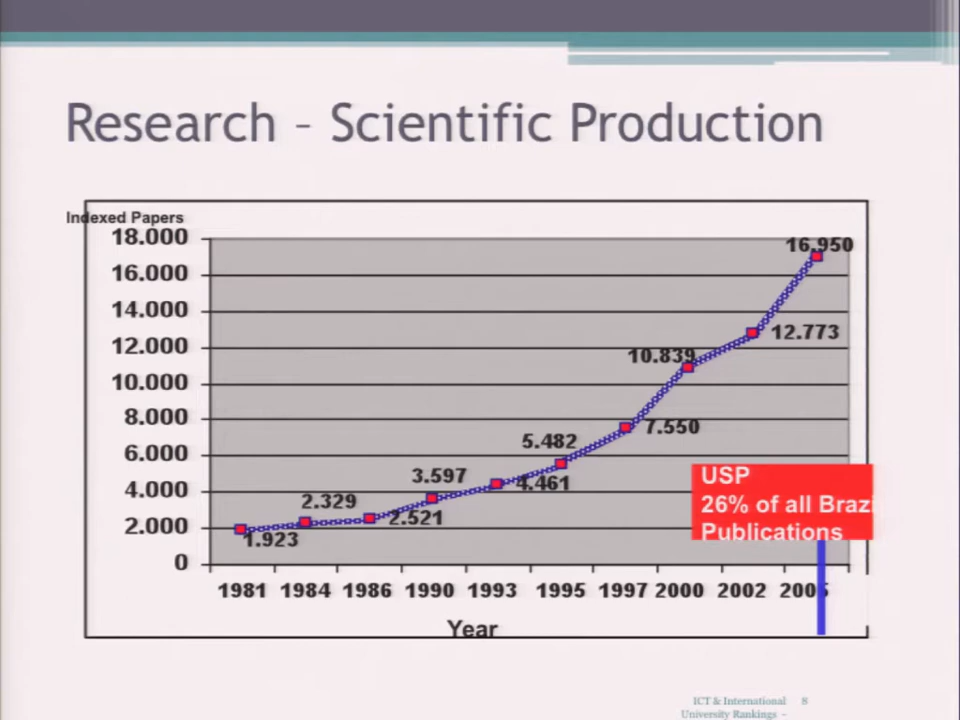 Research – Scientific Production
Indexed Papers
18.000
16.000
14.000
12.000
10.000
8.000
6.000
4.000
2.000
0
16.950
12.773
10.839
7.550
5.482
4.461
3.597
2.521
2.329
1.923
USP
26% of all Brazi
Publications
1981 1984 1986 1990 1993 1995 1997 2000 2002
Year
ICT & International 8
University Rankings –